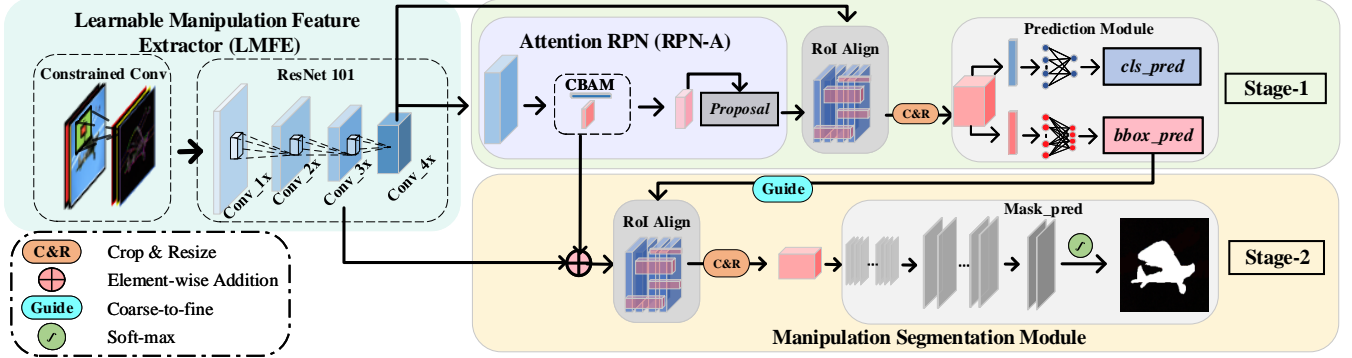 Learnable Manipulation Feature
Extractor (LMFE)
Constrained Conv
ResNet 101
Conv_1x
Conv_2x
Conv_3x
Conv_4x
Attention RPN (RPN-A)
CBAM
Proposal
RoI Align
C&R
Prediction Module
cls_pred
bbox_pred
Stage-1
Guide
RoI Align
C&R
Mask_pred
...
...
...
Stage-2
Manipulation Segmentation Module
C&R Crop & Resize
Element-wise Addition
Guide Coarse-to-fine
Soft-max